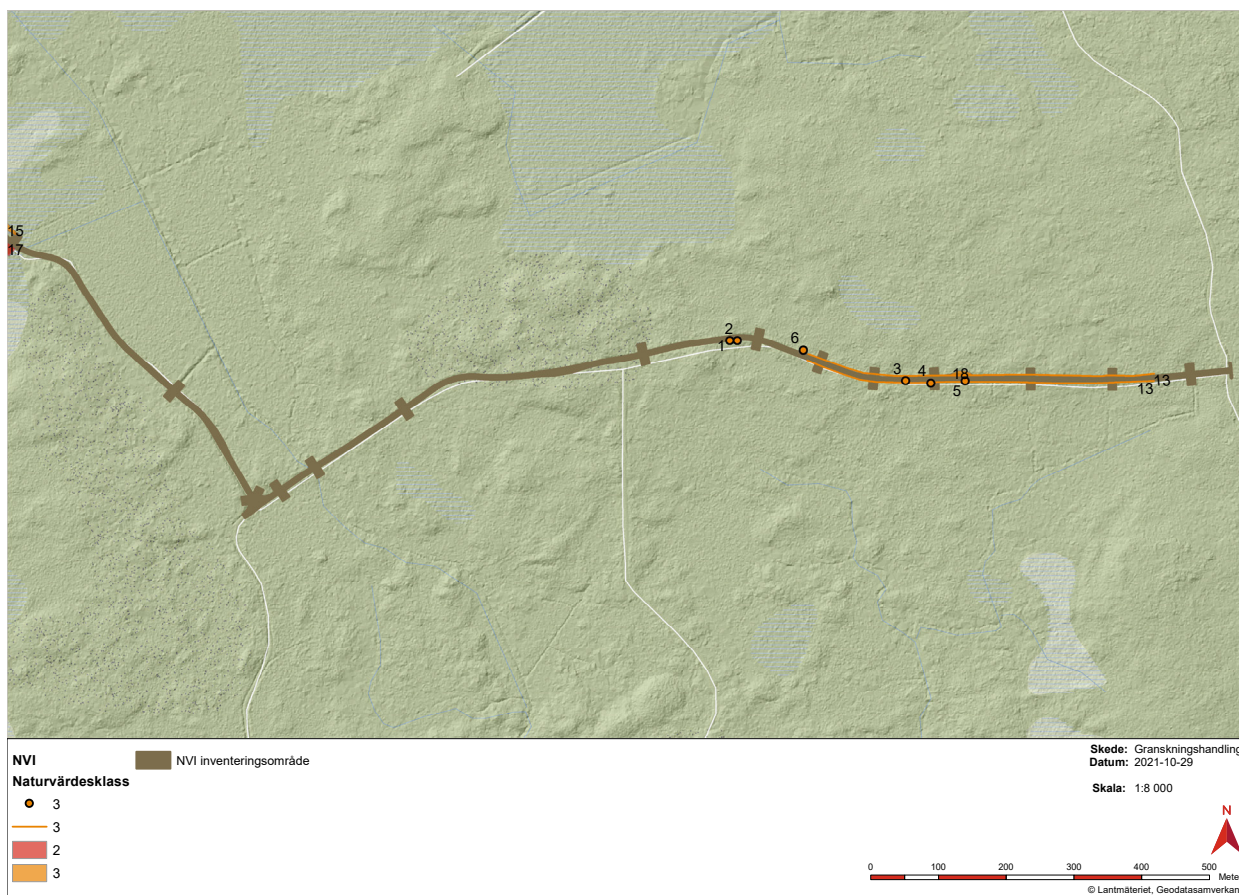 15
17
2
1
6
3
4
18
5
13
13
NVI
NVI inventeringsområde
Naturvärdesklass
3
3
2
3
Skede: Granskningshandling
Datum: 2021-10-29
Skala: 1:8 000
N
0 100 200 300 400 500
Mete
© Lantmäteriet, Geodatasamverkan